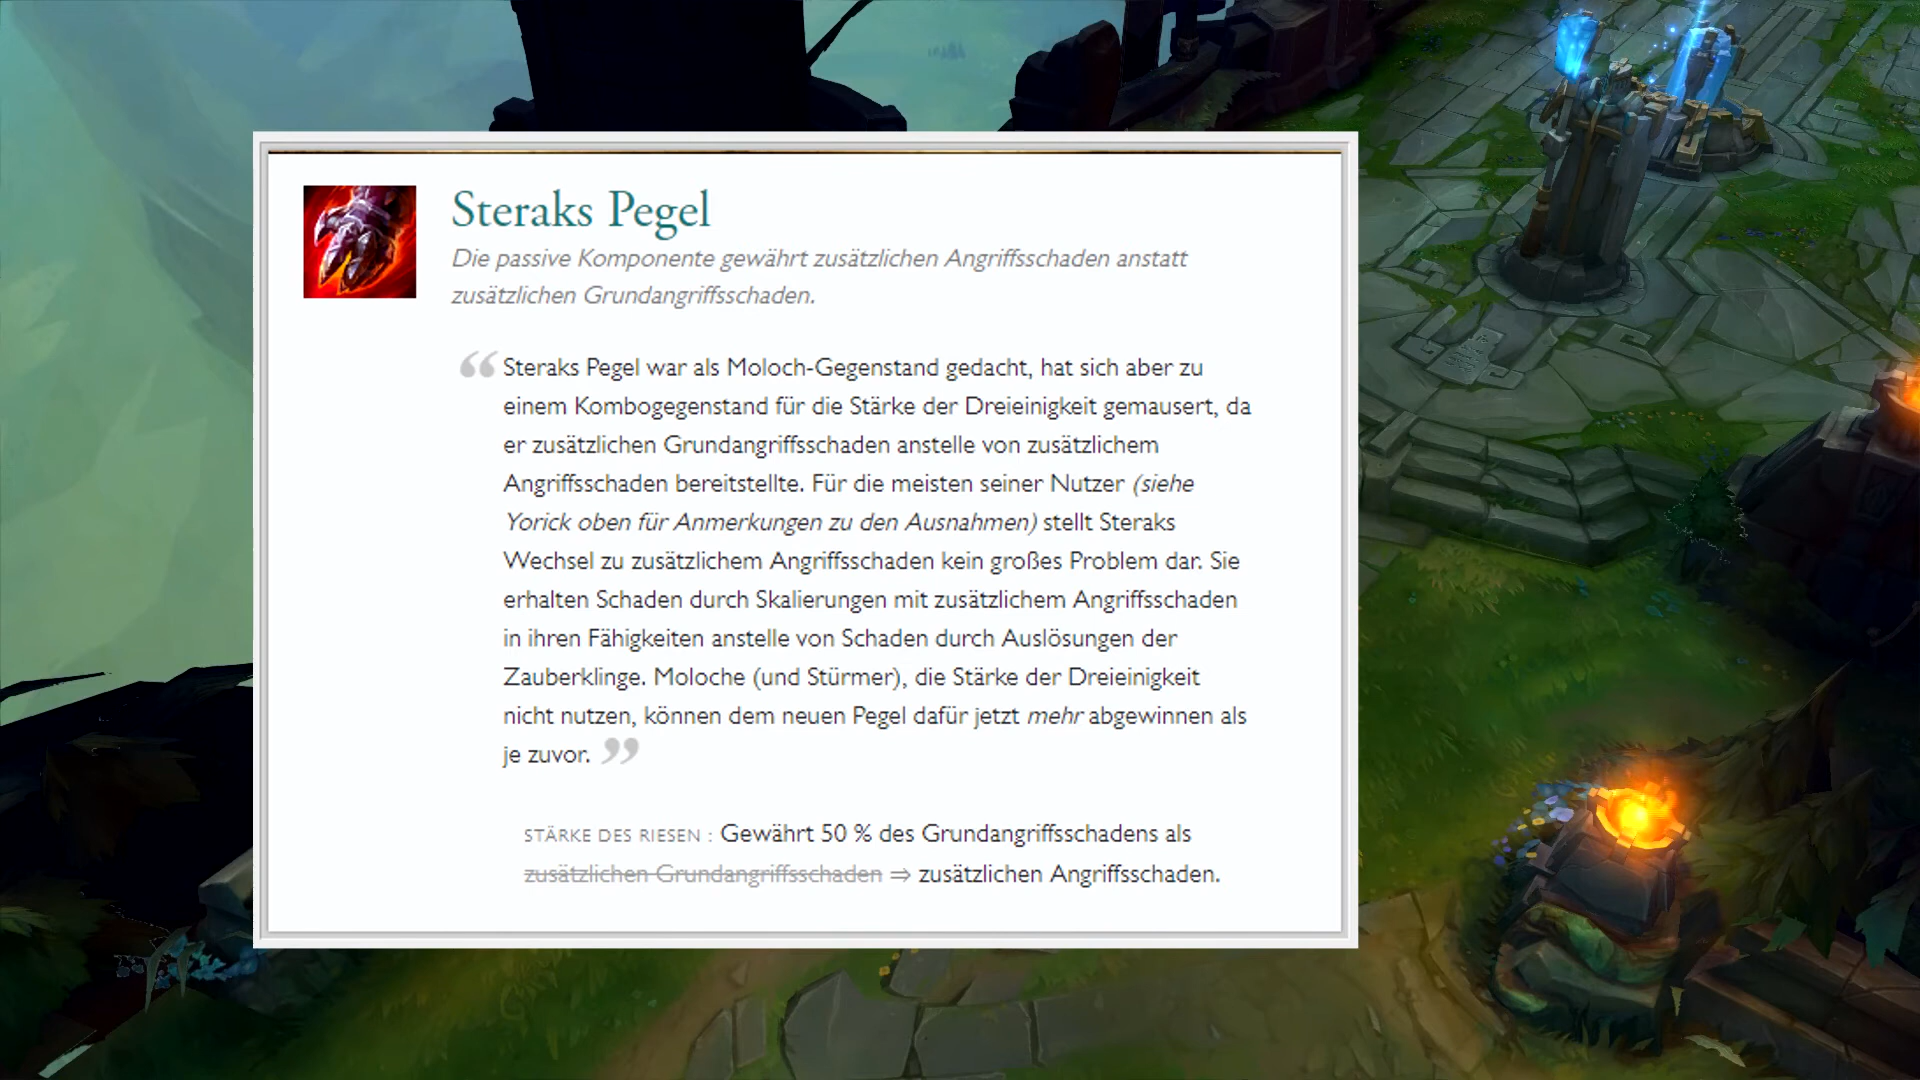 Steraks Pegel
Die passive Komponente gewährt zusätzlichen Angriffsschaden anstatt
zusätzlichen Grundangriffsschaden.
“ Steraks Pegel war als Moloch-Gegenstand gedacht, hat sich aber zu
einem Kombogegenstand für die Stärke der Dreieinigkeit gemausert, da
er zusätzlichen Grundangriffsschaden anstelle von zusätzlichem
Angriffsschaden bereitstellte. Für die meisten seiner Nutzer (siehe
Yorick oben für Anmerkungen zu den Ausnahmen) stellt Steraks
Wechsel zu zusätzlichem Angriffsschaden kein großes Problem dar. Sie
erhalten Schaden durch Skalierungen mit zusätzlichem Angriffsschaden
in ihren Fähigkeiten anstelle von Schaden durch Auslösungen der
Zauberklinge. Moloche (und Stürmer), die Stärke der Dreieinigkeit
nicht nutzen, können dem neuen Pegel dafür jetzt mehr abgewinnen als
je zuvor. ”
STÄRKE DES RIESEN : Gewährt 50 % des Grundangriffsschadens als
zusätzlichen Grundangriffsschaden ⇒ zusätzlichen Angriffsschaden.